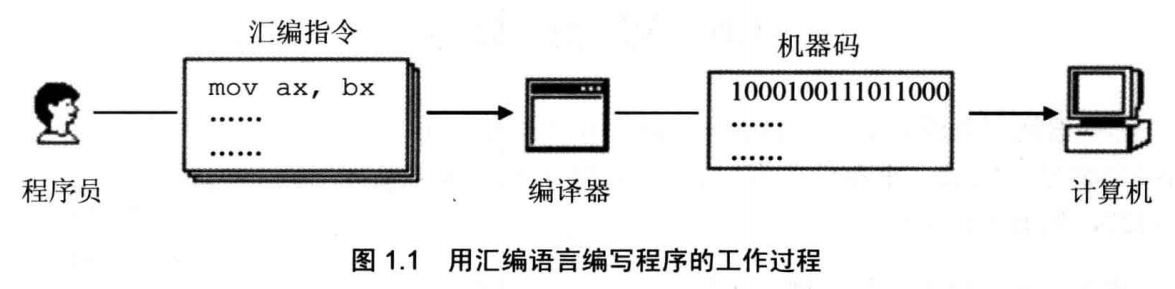 汇编指令
机器码
mov ax, bx
......
......
1000100111011000
......
......
程序员
编译器
计算机
图 1.1 用汇编语言编写程序的工作过程